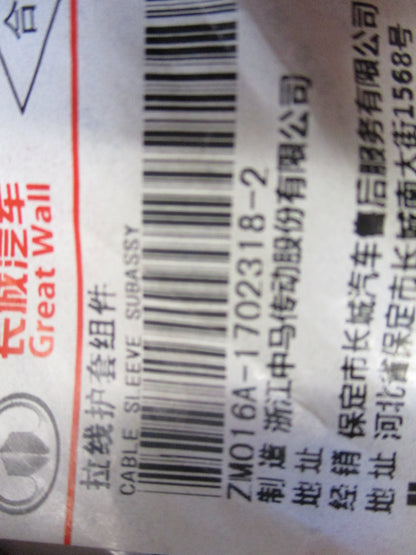 合
长城汽车
Great Wall
拉线护套组件
CABLE SLEEVE SUBASSY
ZM016A-1702318-2
制造 浙江中马传动股份有限公司
地址
经销 保定市长城汽车售后服务有限公司
地址 河北省保定市长城南大街1568号